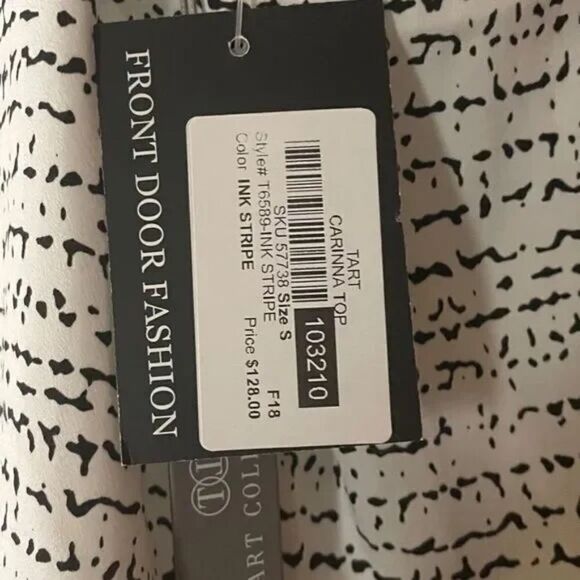 FRONT DOOR FASHION
TART
CARINNA TOP
103210
SKU 57738 Size S
Style# T6589-INK STRIPE
F18
Color INK STRIPE
Price $128.00
ART COLL